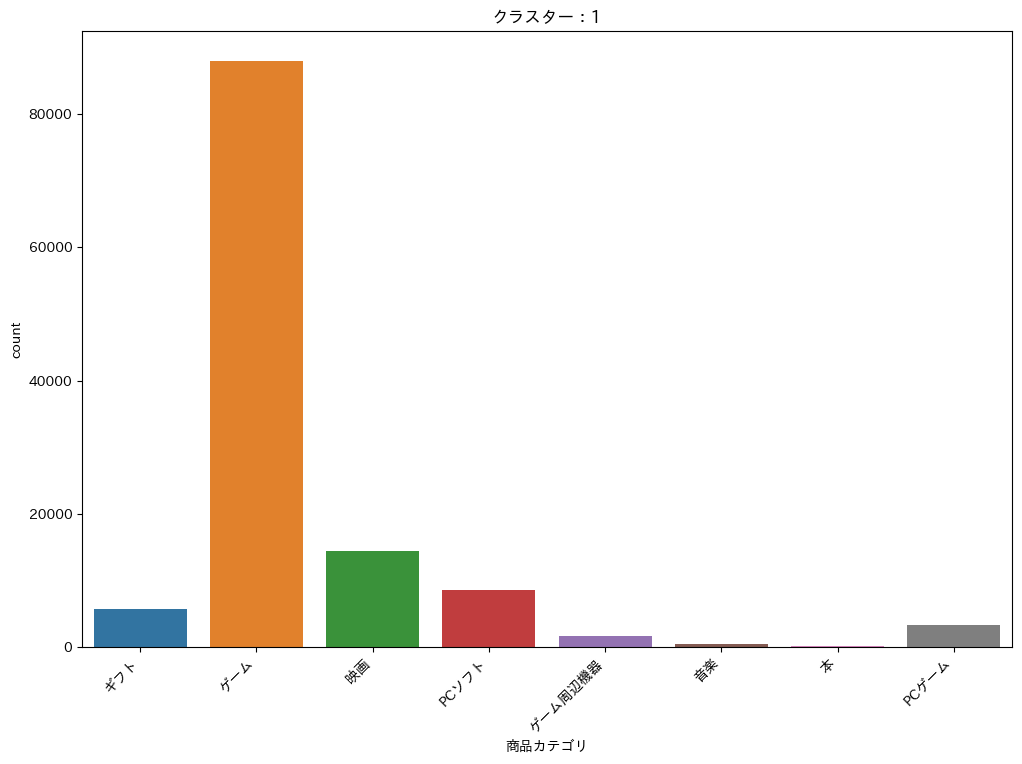 クラスター：1
80000
60000
40000
20000
0
count
ギフト
ゲーム
映画
PCソフト
ゲーム周辺機器
音楽
本
PCゲーム
商品カテゴリ